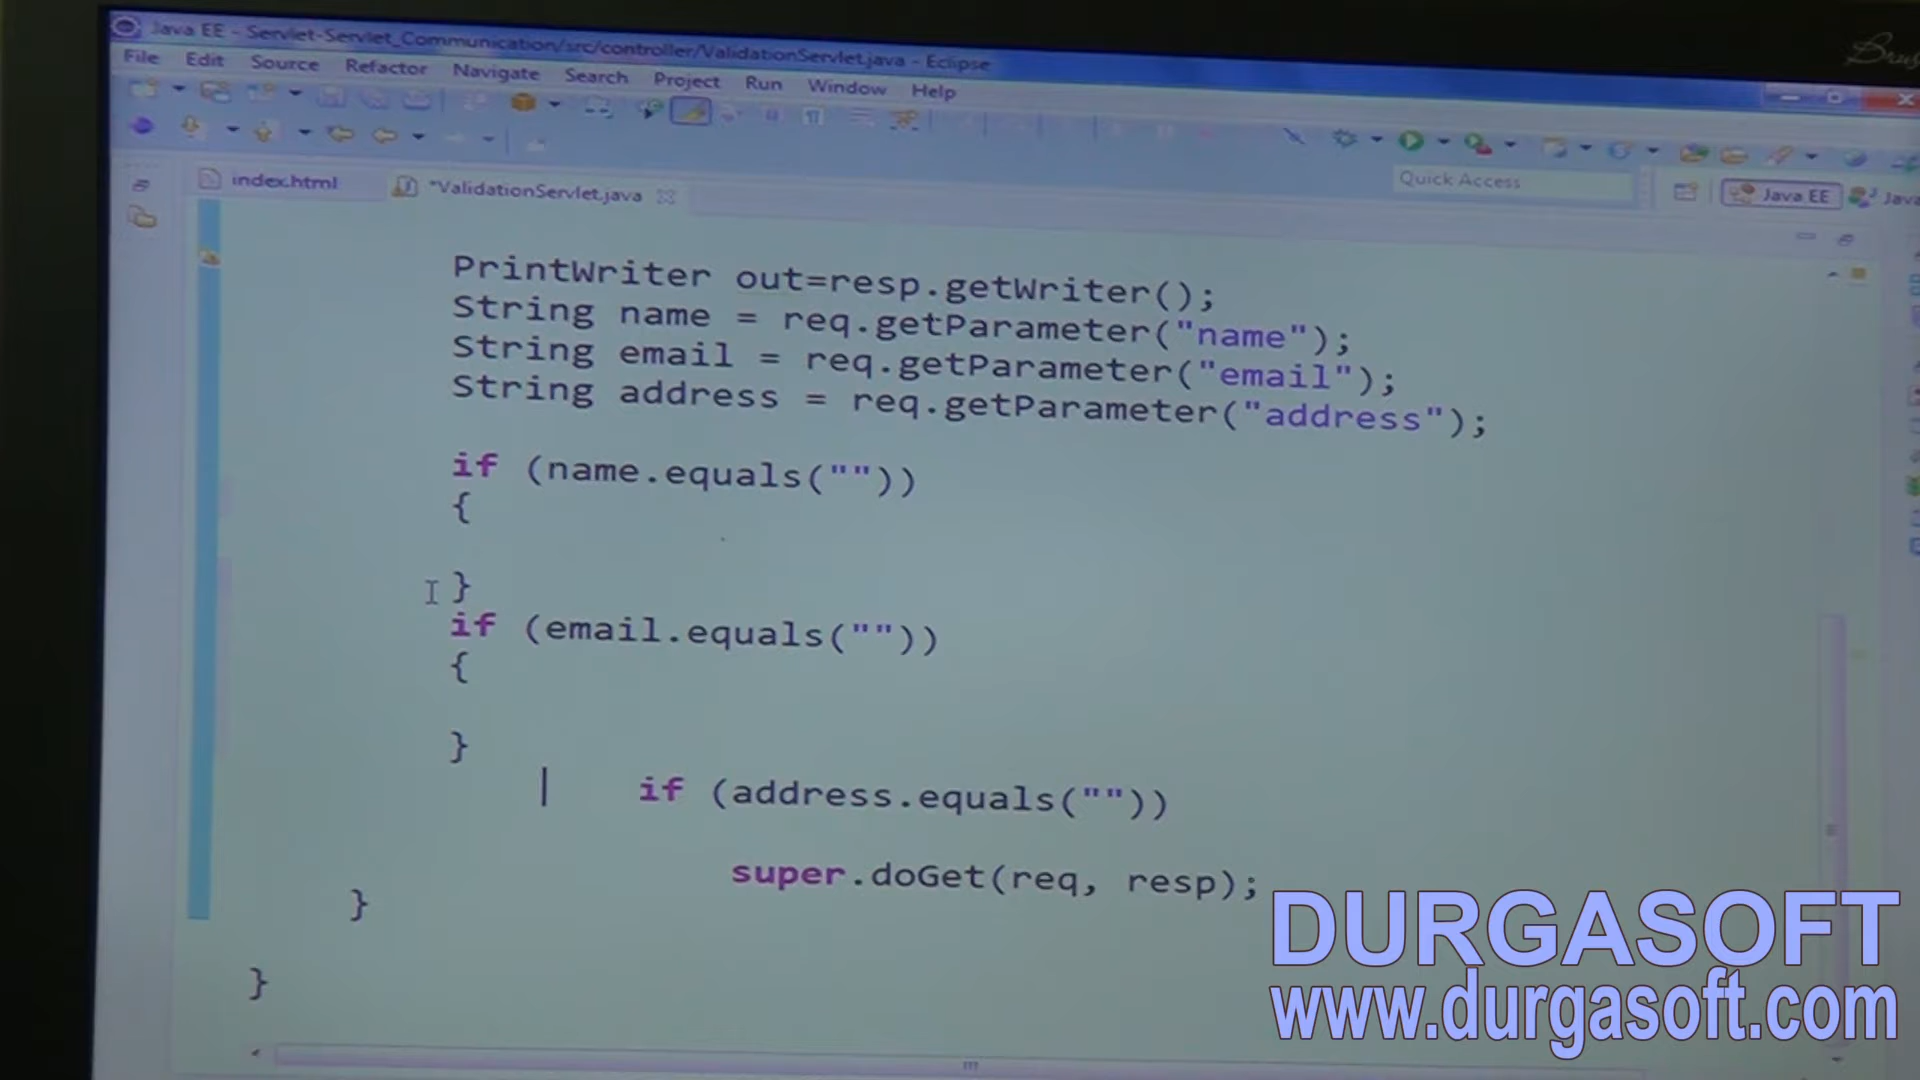 Java EE - Servlet-Servlet_Communication/src/controller/ValidationServlet.java - Eclipse
File Edit Source Refactor Navigate Search Project Run Window Help
Quick Access
Java EE
Java
index.html
*ValidationServlet.java
PrintWriter out=resp.getWriter();
String name = req.getParameter("name");
String email = req.getParameter("email");
String address = req.getParameter("address");
if (name.equals(""))
{
}
if (email.equals(""))
{
}
if (address.equals(""))
super.doGet(req, resp);
}
}
DURGASOFT
www.durgasoft.com